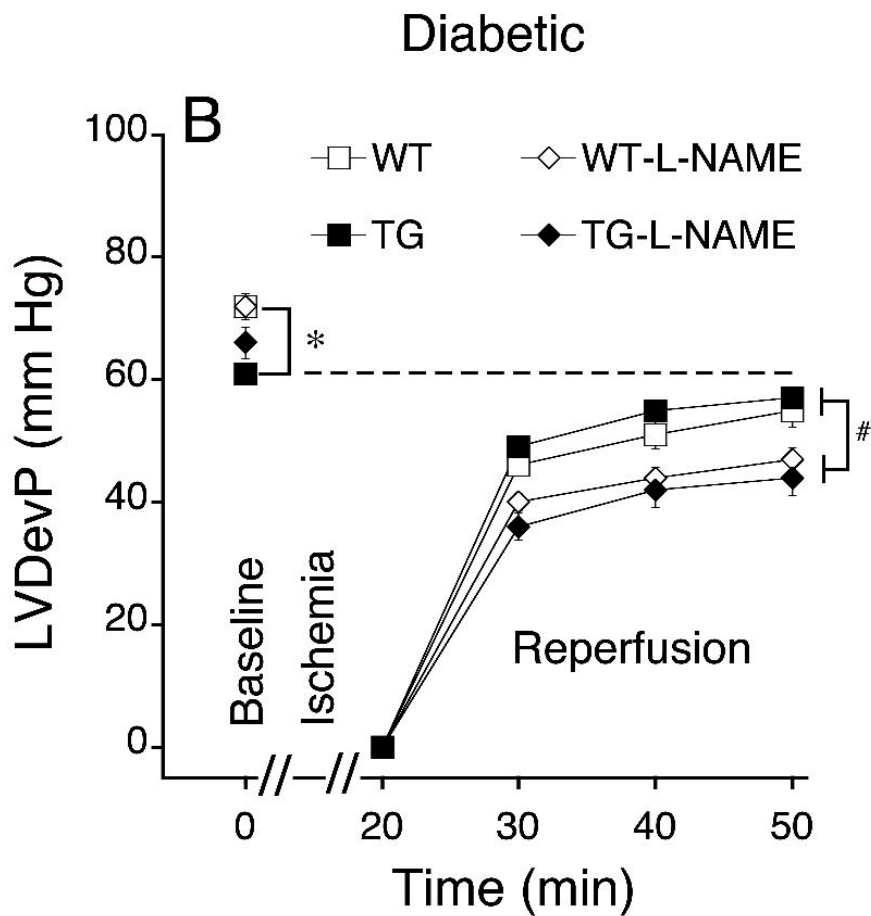 Diabetic
B
WT
WT-L-NAME
TG
TG-L-NAME
LVDevP (mm Hg)
100
80
60
40
20
0
*
#
Baseline
Ischemia
Reperfusion
0
20
30
40
50
Time (min)